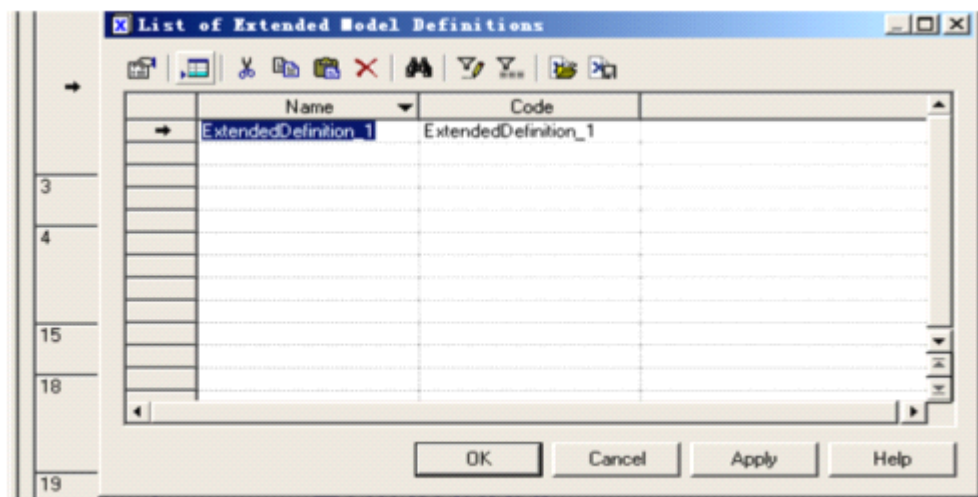 List of Extended Model Definitions
Name Code
ExtendedDefinition_1 ExtendedDefinition_1
3
4
15
18
19
OK Cancel Apply Help